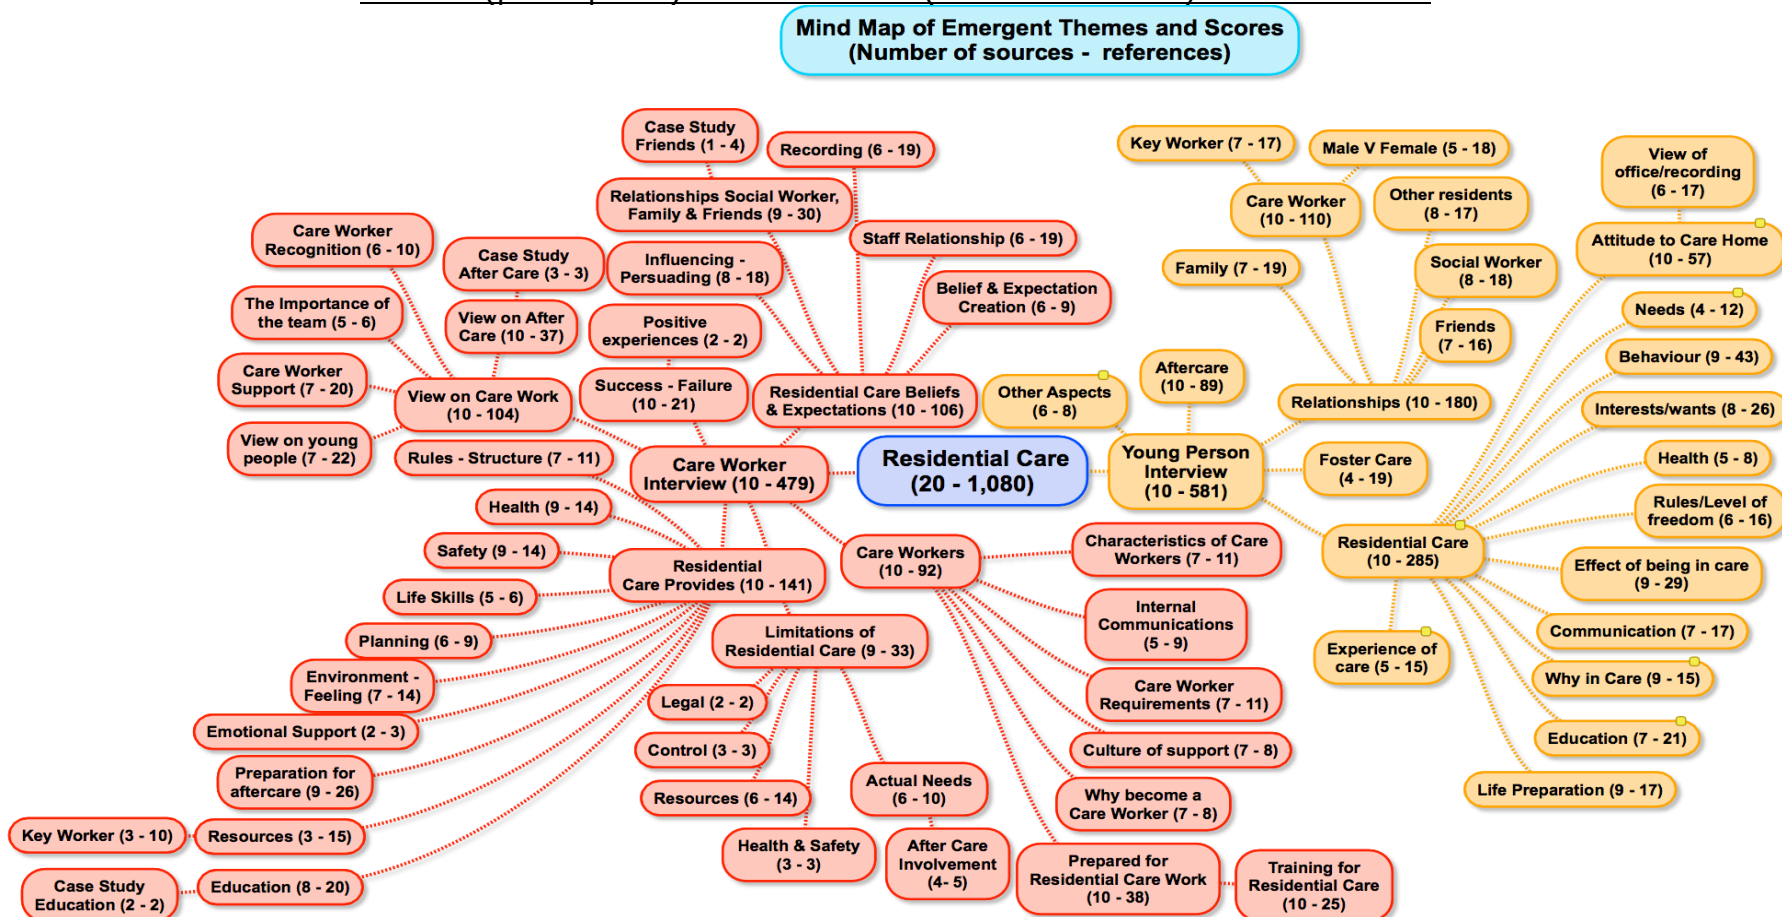 Mind Map of Emergent Themes and Scores
(Number of sources - references)
Case Study
Friends (1 - 4)
Recording (6 - 19)
Relationships Social Worker,
Family & Friends (9 - 30)
Staff Relationship (6 - 19)
Influencing -
Persuading (8 - 18)
Belief & Expectation
Creation (6 - 9)
Care Worker
Recognition (6 - 10)
Case Study
After Care (3 - 3)
The Importance of
the team (5 - 6)
View on After
Care (10 - 37)
Positive
experiences (2 - 2)
Care Worker
Support (7 - 20)
View on Care Work
(10 - 104)
Success - Failure
(10 - 21)
Residential Care Beliefs
& Expectations (10 - 106)
View on young
people (7 - 22)
Rules - Structure (7 - 11)
Care Worker
Interview (10 - 479)
Residential Care
(20 - 1,080)
Health (9 - 14)
Safety (9 - 14)
Residential
Care Provides (10 - 141)
Life Skills (5 - 6)
Planning (6 - 9)
Environment -
Feeling (7 - 14)
Emotional Support (2 - 3)
Preparation for
aftercare (9 - 26)
Key Worker (3 - 10)
Resources (3 - 15)
Case Study
Education (2 - 2)
Education (8 - 20)
Limitations of
Residential Care (9 - 33)
Legal (2 - 2)
Control (3 - 3)
Resources (6 - 14)
Health & Safety
(3 - 3)
Actual Needs
(6 - 10)
After Care
Involvement
(4- 5)
Care Workers
(10 - 92)
Characteristics of Care
Workers (7 - 11)
Internal
Communications
(5 - 9)
Care Worker
Requirements (7 - 11)
Culture of support (7 - 8)
Why become a
Care Worker (7 - 8)
Prepared for
Residential Care Work
(10 - 38)
Training for
Residential Care
(10 - 25)
Young Person
Interview
(10 - 581)
Other Aspects
(6 - 8)
Aftercare
(10 - 89)
Key Worker (7 - 17)
Male V Female (5 - 18)
Care Worker
(10 - 110)
Other residents
(8 - 17)
Family (7 - 19)
Social Worker
(8 - 18)
Friends
(7 - 16)
Relationships (10 - 180)
Foster Care
(4 - 19)
Residential Care
(10 - 285)
View of
office/recording
(6 - 17)
Attitude to Care Home
(10 - 57)
Needs (4 - 12)
Behaviour (9 - 43)
Interests/wants (8 - 26)
Health (5 - 8)
Rules/Level of
freedom (6 - 16)
Effect of being in care
(9 - 29)
Communication (7 - 17)
Experience of
care (5 - 15)
Why in Care (9 - 15)
Education (7 - 21)
Life Preparation (9 - 17)